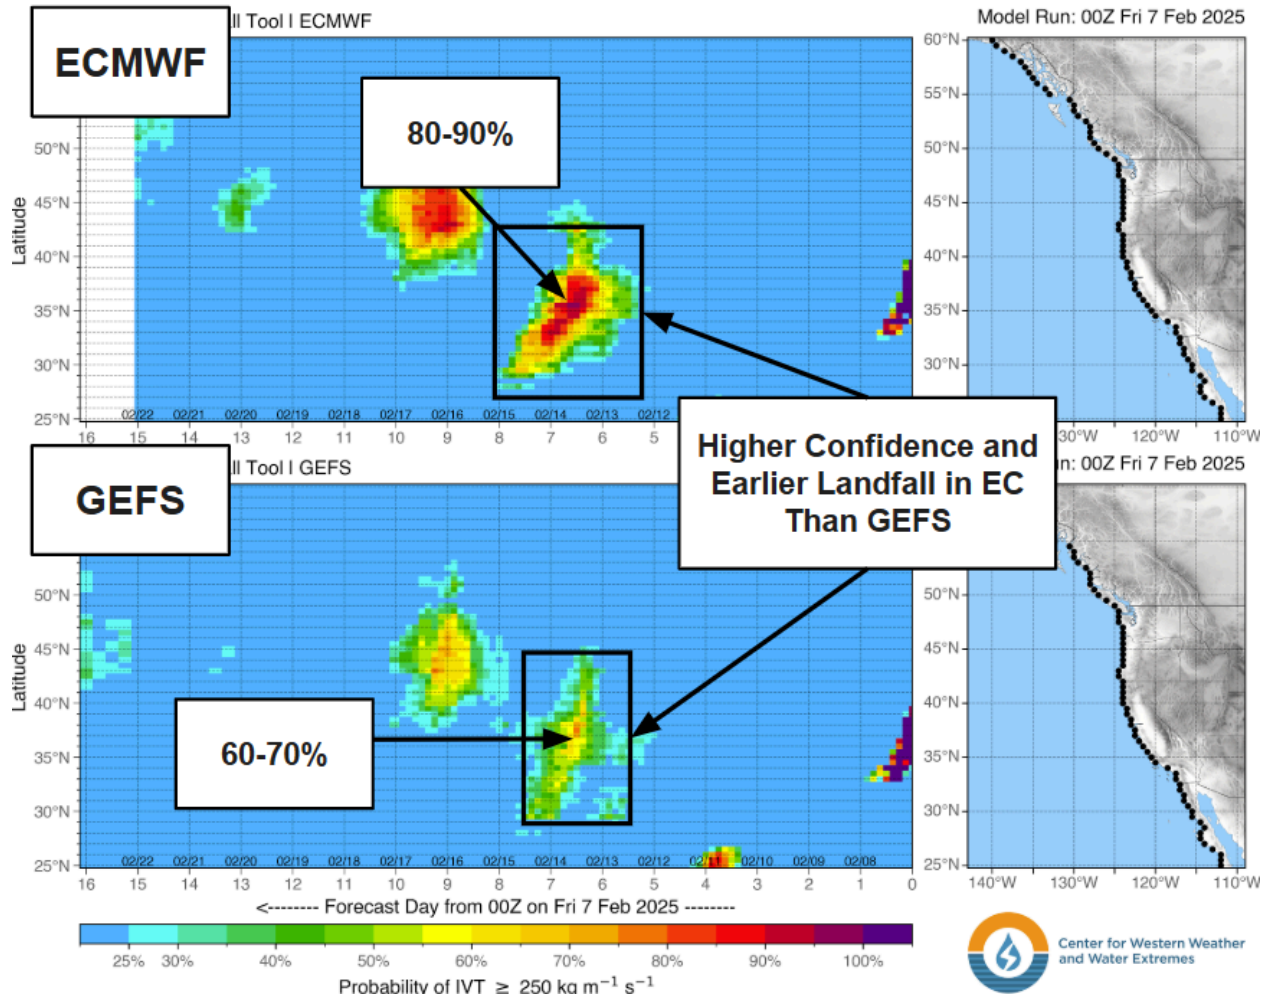 ll Tool | ECMWF
Model Run: 00Z Fri 7 Feb 2025
ECMWF
80-90%
Latitude
50°N
45°N
40°N
35°N
30°N
25°N
02/22 02/21 02/20 02/19 02/18 02/17 02/16 02/15 02/14 02/13 02/12
16 13 12 11 10 9 8 7 6 5
60°N
55°N
50°N
45°N
40°N
35°N
30°N
130°W 120°W 110°W
Higher Confidence and
Earlier Landfall in EC
Than GEFS
ll Tool | GEFS
un: 00Z Fri 7 Feb 2025
GEFS
60-70%
Latitude
50°N
45°N
40°N
35°N
30°N
25°N
02/22 02/21 02/20 02/19 02/18 02/17 02/16 02/15 02/14 02/13 02/12 02/11 02/10 02/09 02/08
16 15 14 13 12 11 10 9 8 7 6 5 4 3 2 1 0
50°N
45°N
40°N
35°N
30°N
25°N
140°W 130°W 120°W 110°W
<-------- Forecast Day from 00Z on Fri 7 Feb 2025 --------
25% 30% 40% 50% 60% 70% 80% 90% 100%
Probability of IVT ≥ 250 kg m⁻¹ s⁻¹
Center for Western Weather
and Water Extremes